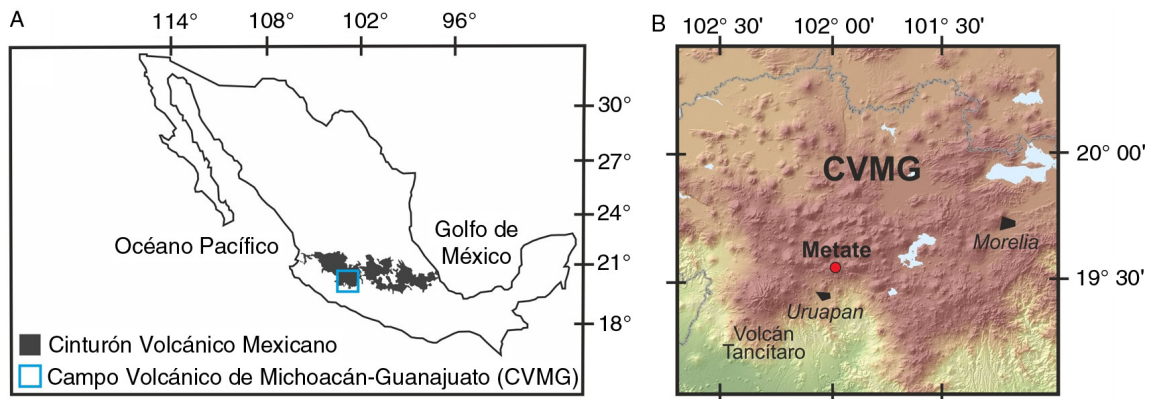 A
114°
108°
102°
96°
30°
27°
24°
21°
18°
Océano Pacífico
Golfo de
México
Cinturón Volcánico Mexicano
Campo Volcánico de Michoacán-Guanajuato (CVMG)
B
102° 30'
102° 00'
101° 30'
20° 00'
19° 30'
CVMG
Morelia
Metate
Uruapan
Volcán
Tancítaro